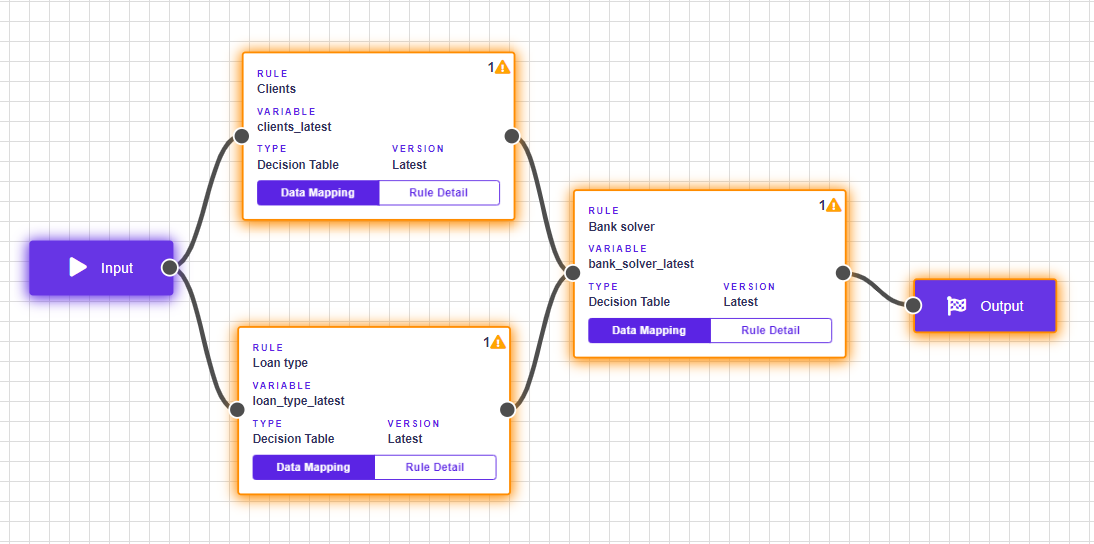 1
RULE
Clients
VARIABLE
clients_latest
TYPE VERSION
Decision Table Latest
Data Mapping Rule Detail
Input
1
RULE
Loan type
VARIABLE
loan_type_latest
TYPE VERSION
Decision Table Latest
Data Mapping Rule Detail
1
RULE
Bank solver
VARIABLE
bank_solver_latest
TYPE VERSION
Decision Table Latest
Data Mapping Rule Detail
Output